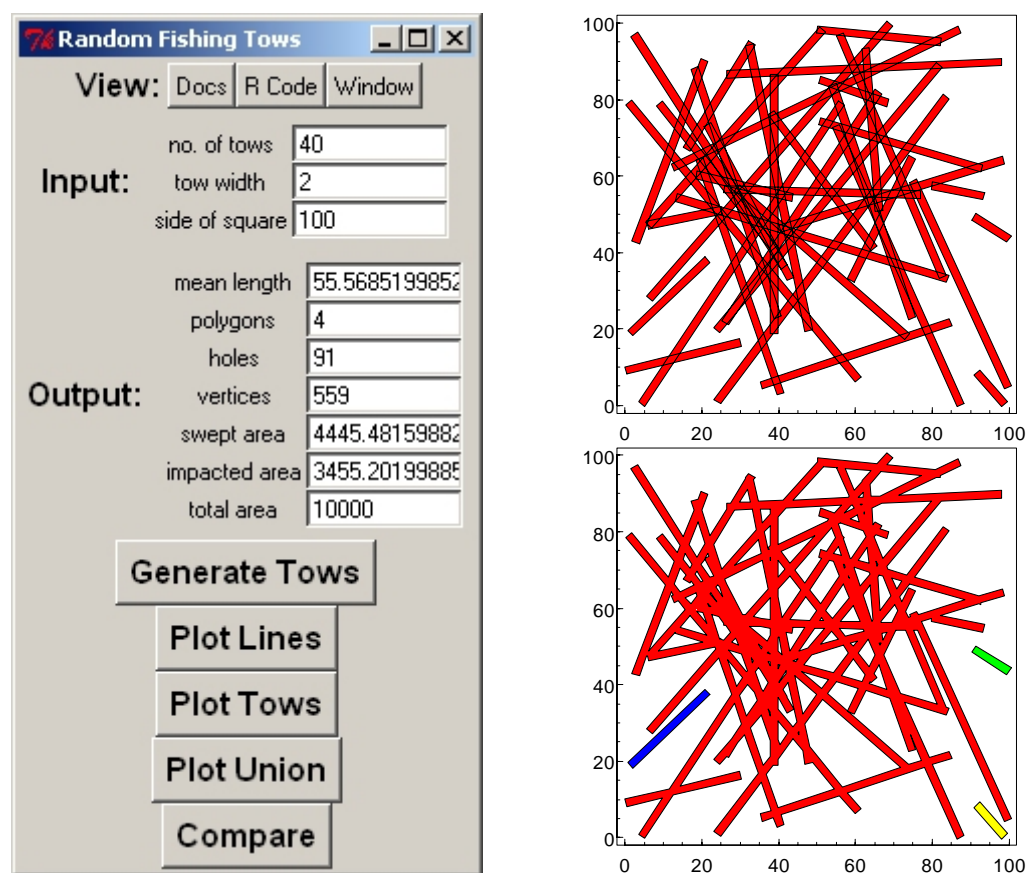 Random Fishing Tows
View: Docs R Code Window
Input:
no. of tows 40
tow width 2
side of square 100
Output:
mean length 55.5685199852
polygons 4
holes 91
vertices 559
swept area 4445.48159882
impacted area 3455.20199885
total area 10000
Generate Tows
Plot Lines
Plot Tows
Plot Union
Compare
100
80
60
40
20
0
0 20 40 60 80 100
100
80
60
40
20
0
0 20 40 60 80 100